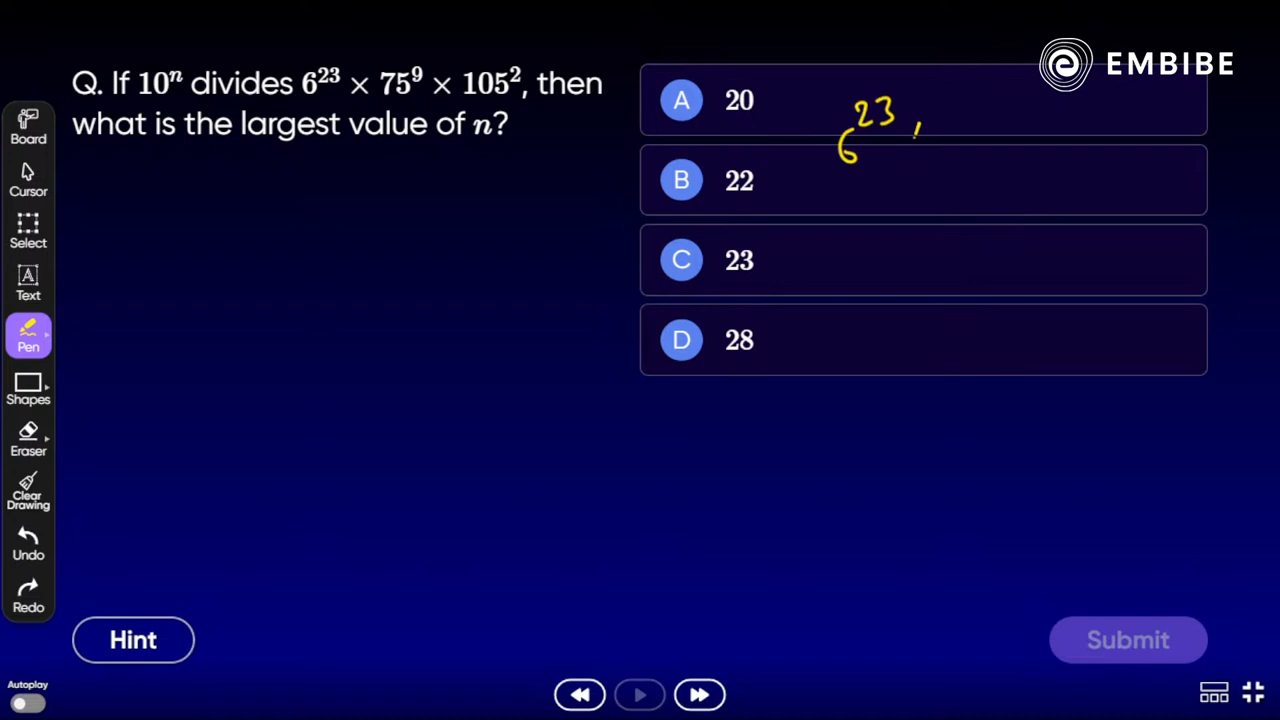 EMBIBE
Q. If 10ⁿ divides 6²³ × 75⁹ × 105², then
what is the largest value of n?
A 20
6²³
B 22
C 23
D 28
Board
Cursor
Select
A
Text
Pen
Shapes
Eraser
Clear
Drawing
Undo
Redo
Hint
Submit
Autoplay